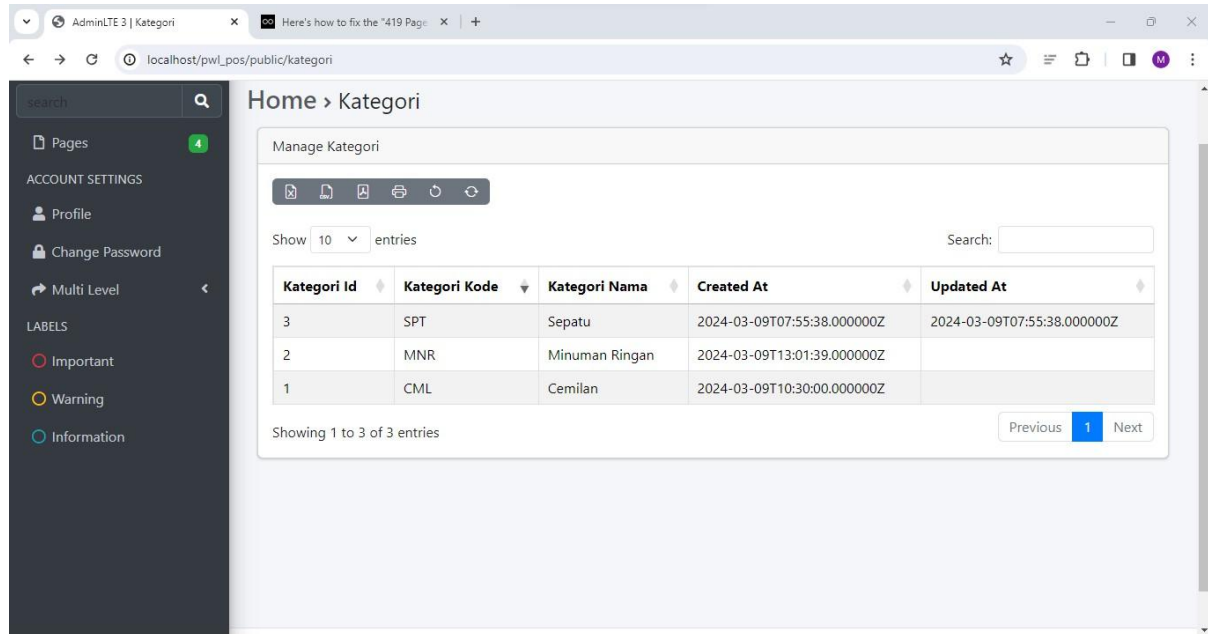 AdminLTE 3 | Kategori
Here's how to fix the "419 Page
localhost/pwl_pos/public/kategori
M
search
Home › Kategori
Pages 4
ACCOUNT SETTINGS
Profile
Change Password
Multi Level
LABELS
Important
Warning
Information
Manage Kategori
CSV
Show 10 entries Search:
Kategori Id Kategori Kode Kategori Nama Created At Updated At
3 SPT Sepatu 2024-03-09T07:55:38.000000Z 2024-03-09T07:55:38.000000Z
2 MNR Minuman Ringan 2024-03-09T13:01:39.000000Z
1 CML Cemilan 2024-03-09T10:30:00.000000Z
Showing 1 to 3 of 3 entries Previous 1 Next